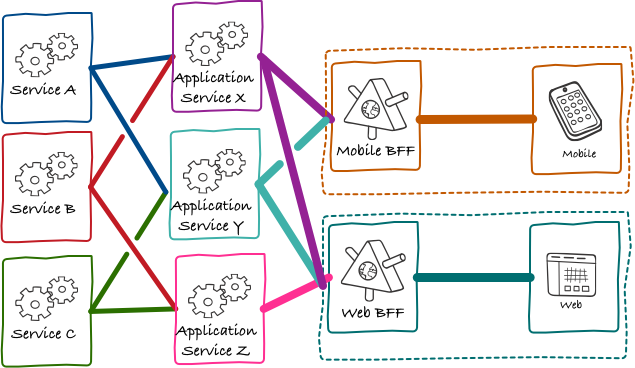 Service A
Application
Service X
Mobile BFF
Mobile
Service B
Application
Service Y
Web BFF
Web
Service C
Application
Service Z